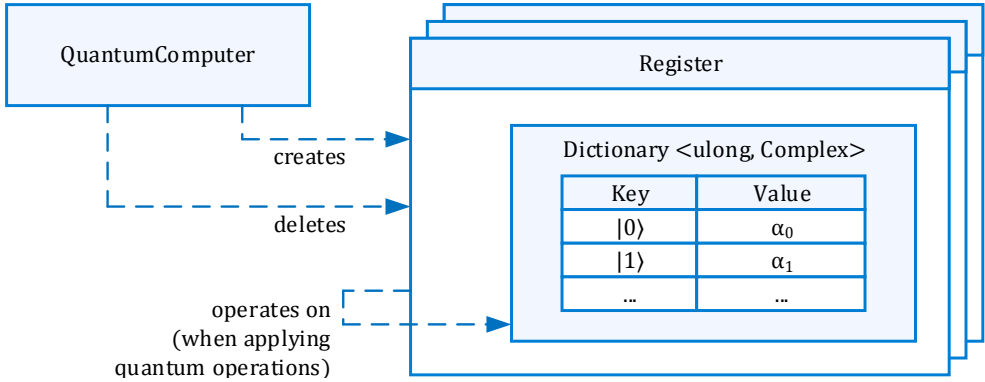 QuantumComputer
Register
creates
Dictionary <ulong, Complex>
Key Value
|0⟩ α₀
|1⟩ α₁
... ...
deletes
operates on
(when applying
quantum operations)